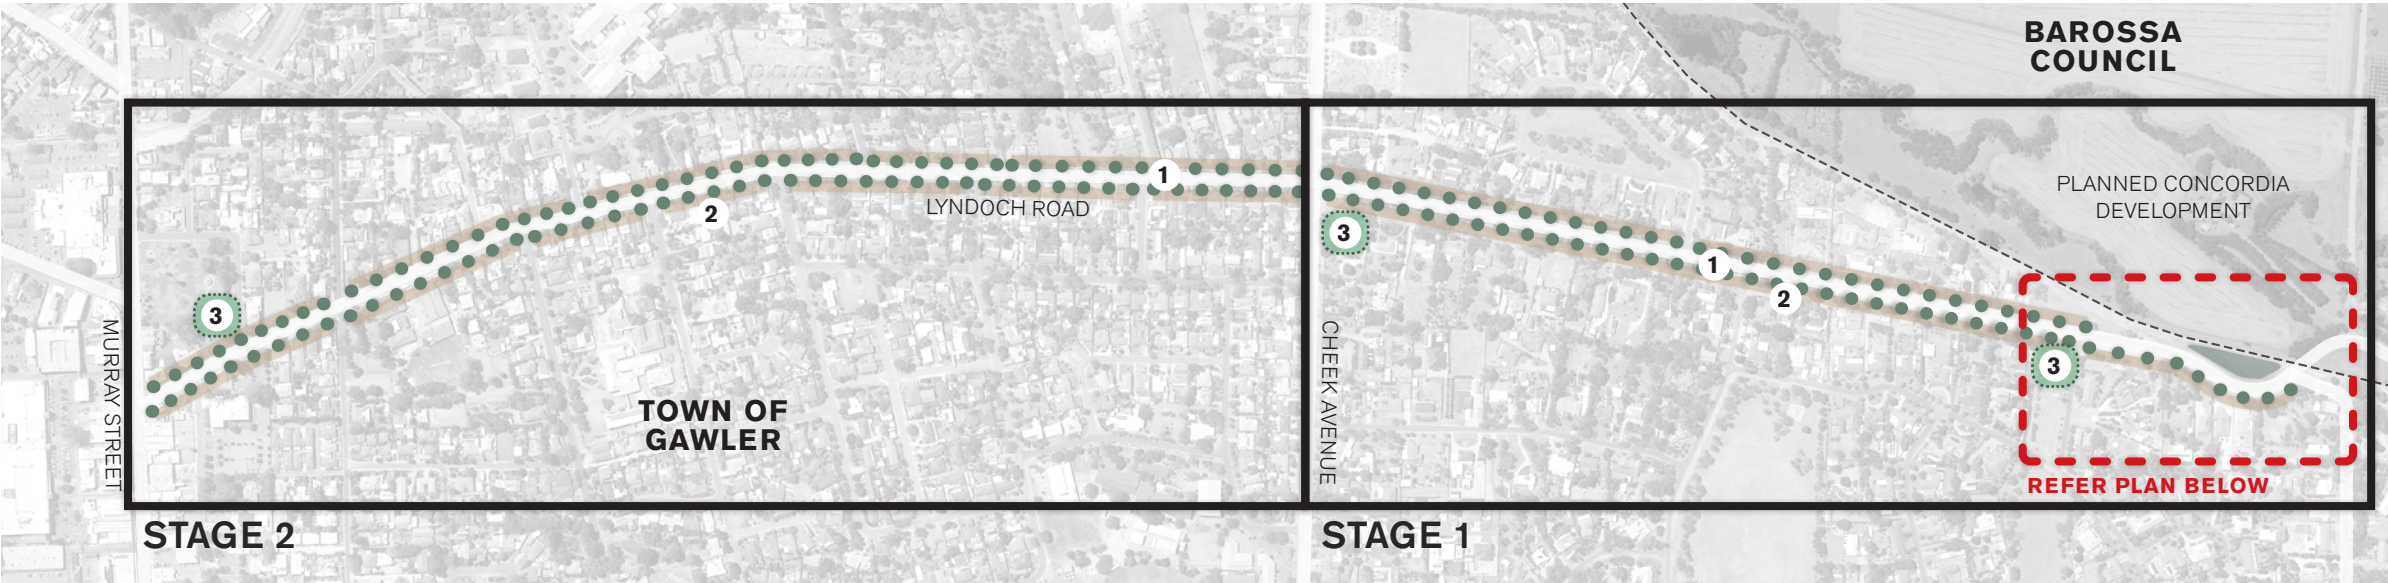 BAROSSA
COUNCIL
PLANNED CONCORDIA
DEVELOPMENT
1
LYNDOCH ROAD
2
3
3
1
2
3
MURRAY STREET
CHEEK AVENUE
TOWN OF
GAWLER
REFER PLAN BELOW
STAGE 2
STAGE 1